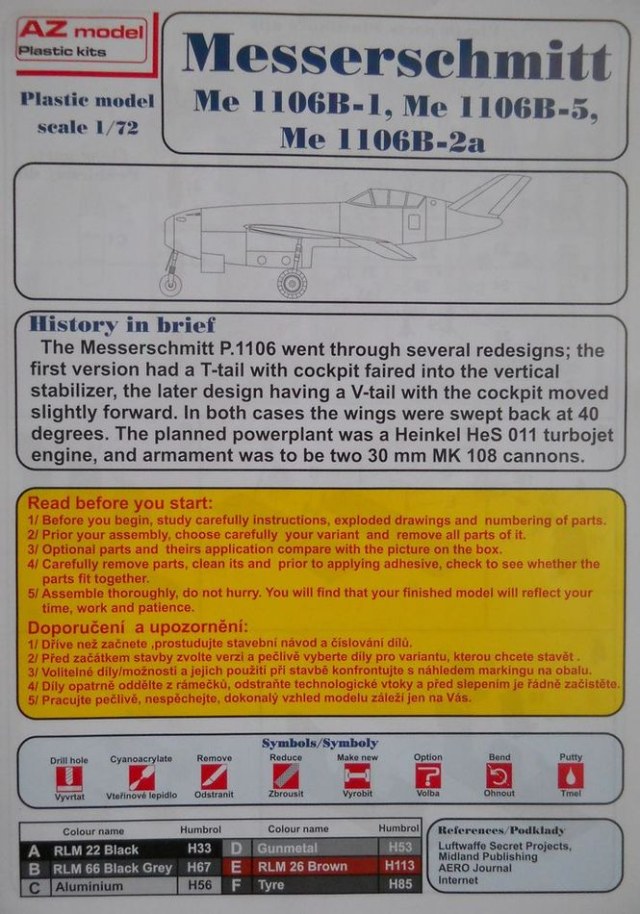 AZ model
Plastic kits
Plastic model
scale 1/72
Messerschmitt
Me 1106B-1, Me 1106B-5,
Me 1106B-2a
History in brief
The Messerschmitt P.1106 went through several redesigns; the
first version had a T-tail with cockpit faired into the vertical
stabilizer, the later design having a V-tail with the cockpit moved
slightly forward. In both cases the wings were swept back at 40
degrees. The planned powerplant was a Heinkel HeS 011 turbojet
engine, and armament was to be two 30 mm MK 108 cannons.
Read before you start:
1/ Before you begin, study carefully instructions, exploded drawings and numbering of parts.
2/ Prior your assembly, choose carefully your variant and remove all parts of it.
3/ Optional parts and theirs application compare with the picture on the box.
4/ Carefully remove parts, clean its and prior to applying adhesive, check to see whether the
parts fit together.
5/ Assemble thoroughly, do not hurry. You will find that your finished model will reflect your
time, work and patience.
Doporučení a upozornění:
1/ Dříve než začnete ,prostudujte stavební návod a číslování dílů.
2/ Před začátkem stavby zvolte verzi a pečlivě vyberte díly pro variantu, kterou chcete stavět .
3/ Volitelné díly/možnosti a jejich použití při stavbě konfrontujte s náhledem markingu na obalu.
4/ Díly opatrně oddělte z rámečků, odstraňte technologické vtoky a před slepením je řádně začistěte.
5/ Pracujte pečlivě, nespěchejte, dokonalý vzhled modelu záleží jen na Vás.
Symbols/Symboly
Drill hole Cyanoacrylate Remove Reduce Make new Option Bend Putty
Vyvrtat Vteřinové lepidlo Odstranit Zbrousit Vyrobit Volba Ohnout Tmel
Colour name Humbrol Colour name Humbrol
A RLM 22 Black H33 D Gunmetal H53
B RLM 66 Black Grey H67 E RLM 26 Brown H113
C Aluminium H56 F Tyre H85
References/Podklady
Luftwaffe Secret Projects,
Midland Publishing
AERO Journal
Internet